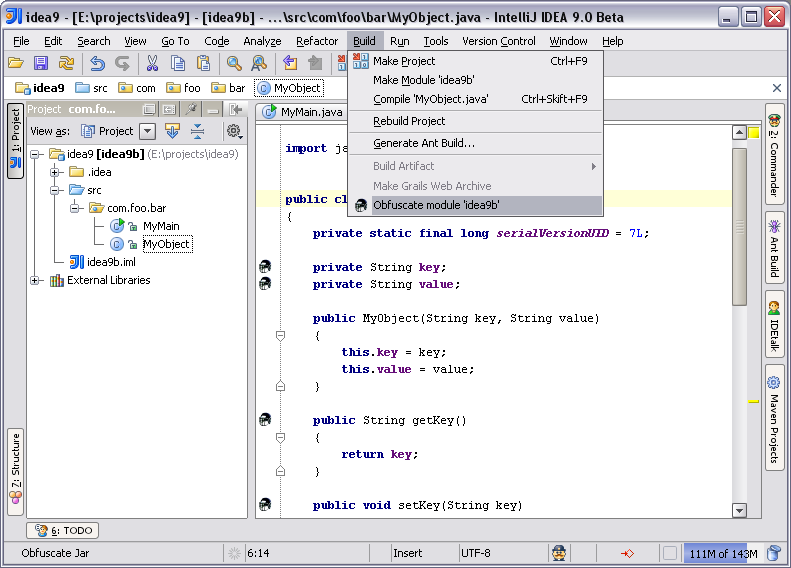 idea9 - [E:\projects\idea9] - [idea9b] - ...\src\com\foo\bar\MyObject.java - IntelliJ IDEA 9.0 Beta
File Edit Search View Go To Code Analyze Refactor Build Run Tools Version Control Window Help
idea9 src com foo bar MyObject
Make Project Ctrl+F9
Make Module 'idea9b'
Compile 'MyObject.java' Ctrl+Skift+F9
Rebuild Project
Generate Ant Build...
Build Artifact
Make Grails Web Archive
Obfuscate module 'idea9b'
1: Project
7: Structure
Project com.fo...
View as: Project
idea9 [idea9b] (E:\projects\idea9)
.idea
src
com.foo.bar
MyMain
MyObject
idea9b.iml
External Libraries
MyMain.java
import ja
public cl
{
private static final long serialVersionUID = 7L;
private String key;
private String value;
public MyObject(String key, String value)
{
this.key = key;
this.value = value;
}
public String getKey()
{
return key;
}
public void setKey(String key)
2: Commander
Ant Build
IDEtalk
Maven Projects
6: TODO
Obfuscate Jar 6:14 Insert UTF-8 111M of 143M